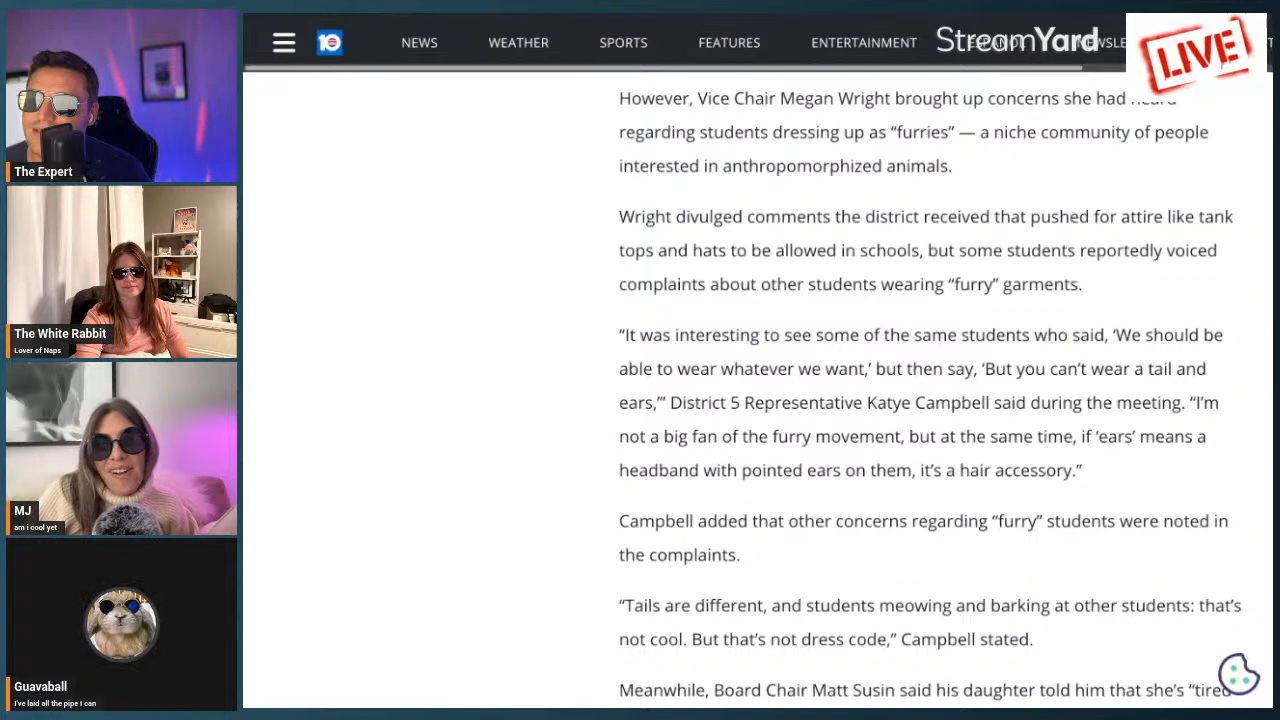 The Expert
The White Rabbit
Lover of Naps
MJ
am i cool yet
Guavaball
I've laid all the pipe I can
10
NEWS
WEATHER
SPORTS
FEATURES
ENTERTAINMENT
StreamYard
LIVE
However, Vice Chair Megan Wright brought up concerns she had heard
regarding students dressing up as “furries” — a niche community of people
interested in anthropomorphized animals.
Wright divulged comments the district received that pushed for attire like tank
tops and hats to be allowed in schools, but some students reportedly voiced
complaints about other students wearing “furry” garments.
“It was interesting to see some of the same students who said, ‘We should be
able to wear whatever we want,’ but then say, ‘But you can’t wear a tail and
ears,’” District 5 Representative Katye Campbell said during the meeting. “I’m
not a big fan of the furry movement, but at the same time, if ‘ears’ means a
headband with pointed ears on them, it’s a hair accessory.”
Campbell added that other concerns regarding “furry” students were noted in
the complaints.
“Tails are different, and students meowing and barking at other students: that’s
not cool. But that’s not dress code,” Campbell stated.
Meanwhile, Board Chair Matt Susin said his daughter told him that she’s “tired